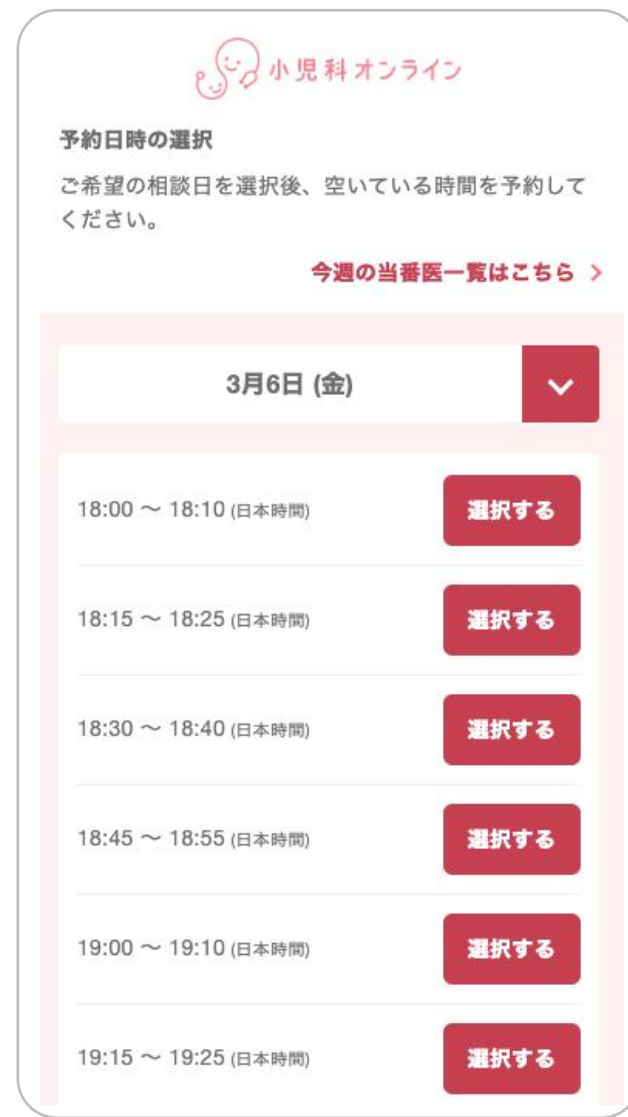 小児科オンライン
予約日時の選択
ご希望の相談日を選択後、空いている時間を予約して
ください。
今週の当番医一覧はこちら >
3月6日 (金)
18:00 〜 18:10 (日本時間) 選択する
18:15 〜 18:25 (日本時間) 選択する
18:30 〜 18:40 (日本時間) 選択する
18:45 〜 18:55 (日本時間) 選択する
19:00 〜 19:10 (日本時間) 選択する
19:15 〜 19:25 (日本時間) 選択する